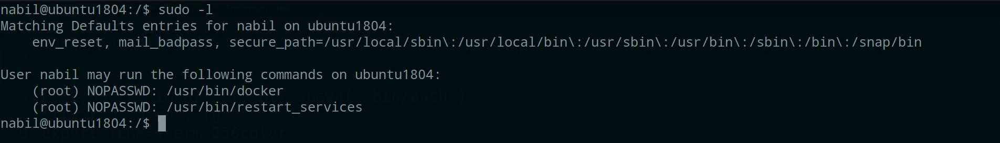 nabil@ubuntu1804:/$ sudo -l
Matching Defaults entries for nabil on ubuntu1804:
    env_reset, mail_badpass, secure_path=/usr/local/sbin\:/usr/local/bin\:/usr/sbin\:/usr/bin\:/sbin\:/bin\:/snap/bin

User nabil may run the following commands on ubuntu1804:
    (root) NOPASSWD: /usr/bin/docker
    (root) NOPASSWD: /usr/bin/restart_services
nabil@ubuntu1804:/$